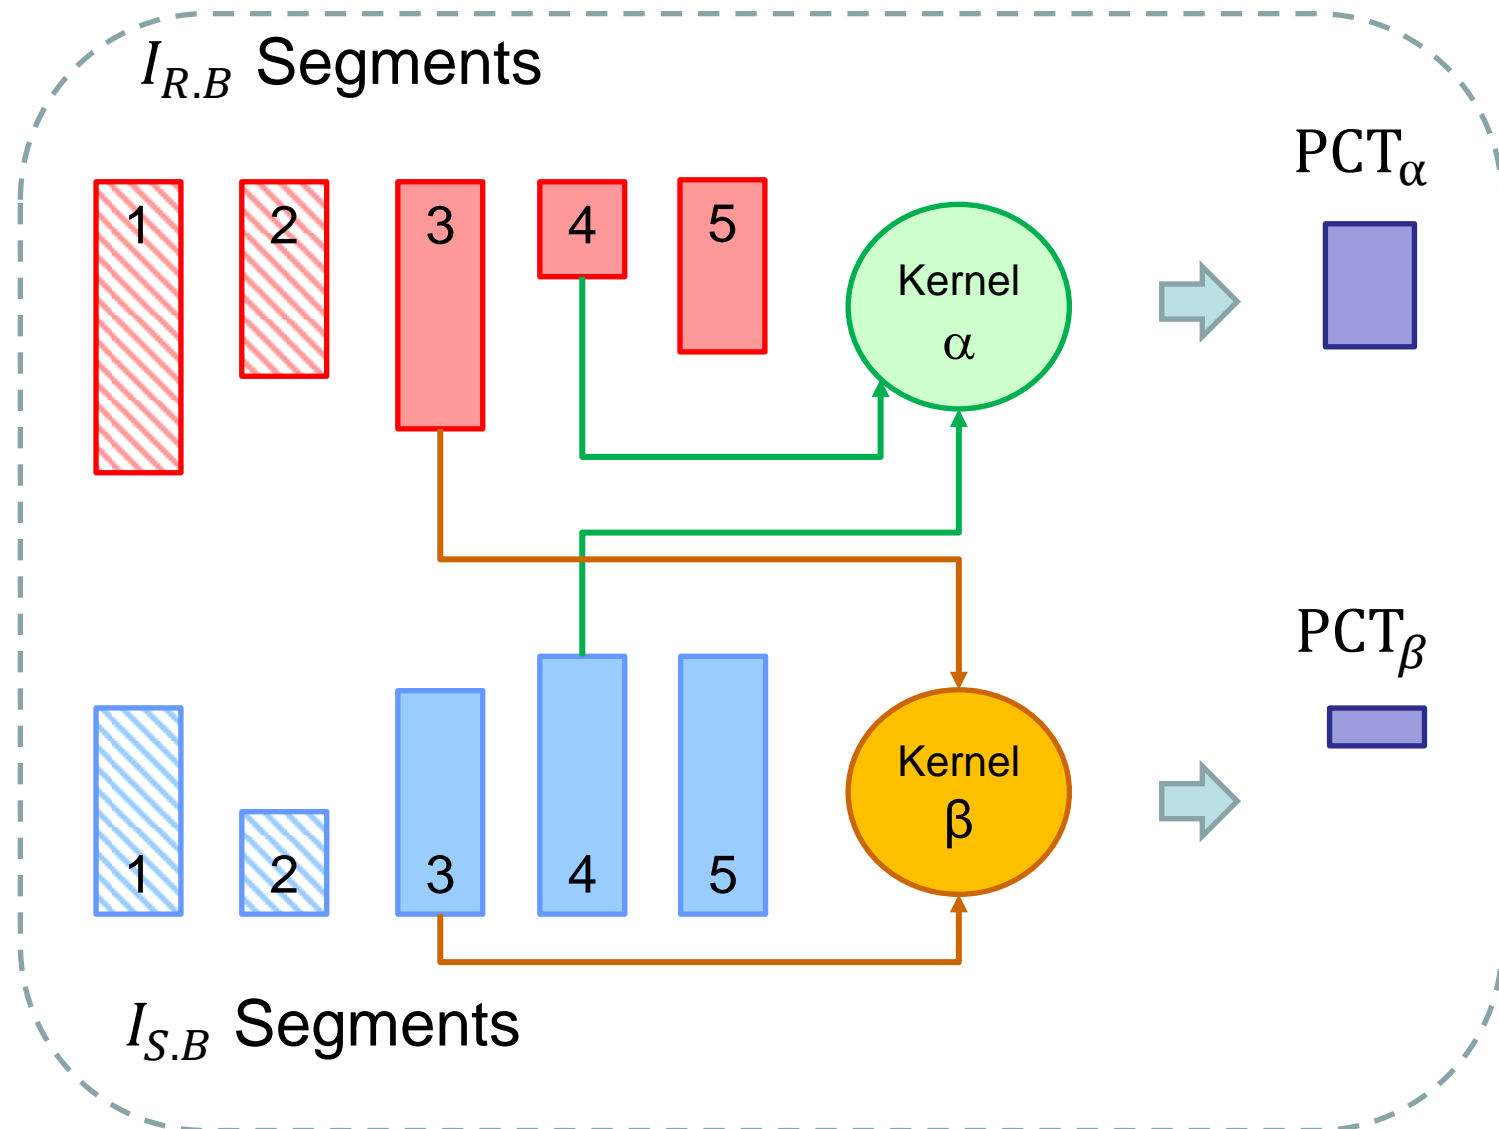 I_{R.B} Segments
PCT_α
1 2 3 4 5
Kernel
α
PCT_β
Kernel
β
1 2 3 4 5
I_{S.B} Segments